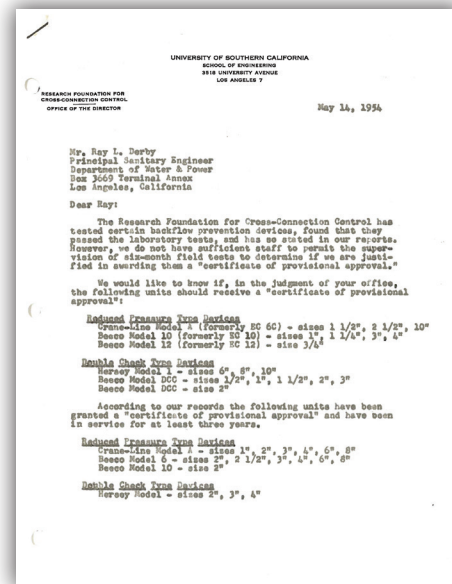 UNIVERSITY OF SOUTHERN CALIFORNIA
SCHOOL OF ENGINEERING
3518 UNIVERSITY AVENUE
LOS ANGELES 7
RESEARCH FOUNDATION FOR
CROSS-CONNECTION CONTROL
OFFICE OF THE DIRECTOR
May 14, 1954
Mr. Ray L. Derby
Principal Sanitary Engineer
Department of Water & Power
Box 3669 Terminal Annex
Los Angeles, California
Dear Ray:
The Research Foundation for Cross-Connection Control has
tested certain backflow prevention devices, found that they
passed the laboratory tests, and has so stated in our reports.
However, we do not have sufficient staff to permit the super-
vision of six-month field tests to determine if we are justi-
fied in awarding them a "certificate of provisional approval."
We would like to know if, in the judgment of your office,
the following units should receive a "certificate of provisional
approval":
Reduced Pressure Type Devices
Crane-Line Model A (formerly EC 6C) - sizes 1 1/2", 2 1/2", 10"
Beeco Model 10 (formerly EC 10) - sizes 1", 1 1/4", 3", 4"
Beeco Model 12 (formerly EC 12) - size 3/4"
Double Check Type Devices
Hersey Model 1 - sizes 6", 8", 10"
Beeco Model DCC - sizes 1/2", 1", 1 1/2", 2", 3"
Beeco Model DCC - size 2"
According to our records the following units have been
granted a "certificate of provisional approval" and have been
in service for at least three years.
Reduced Pressure Type Devices
Crane-Line Model A - sizes 1", 2", 3", 4", 6", 8"
Beeco Model 6 - sizes 2", 2 1/2", 3", 4", 6", 8"
Beeco Model 10 - size 2"
Double Check Type Devices
Hersey Model - sizes 2", 3", 4"